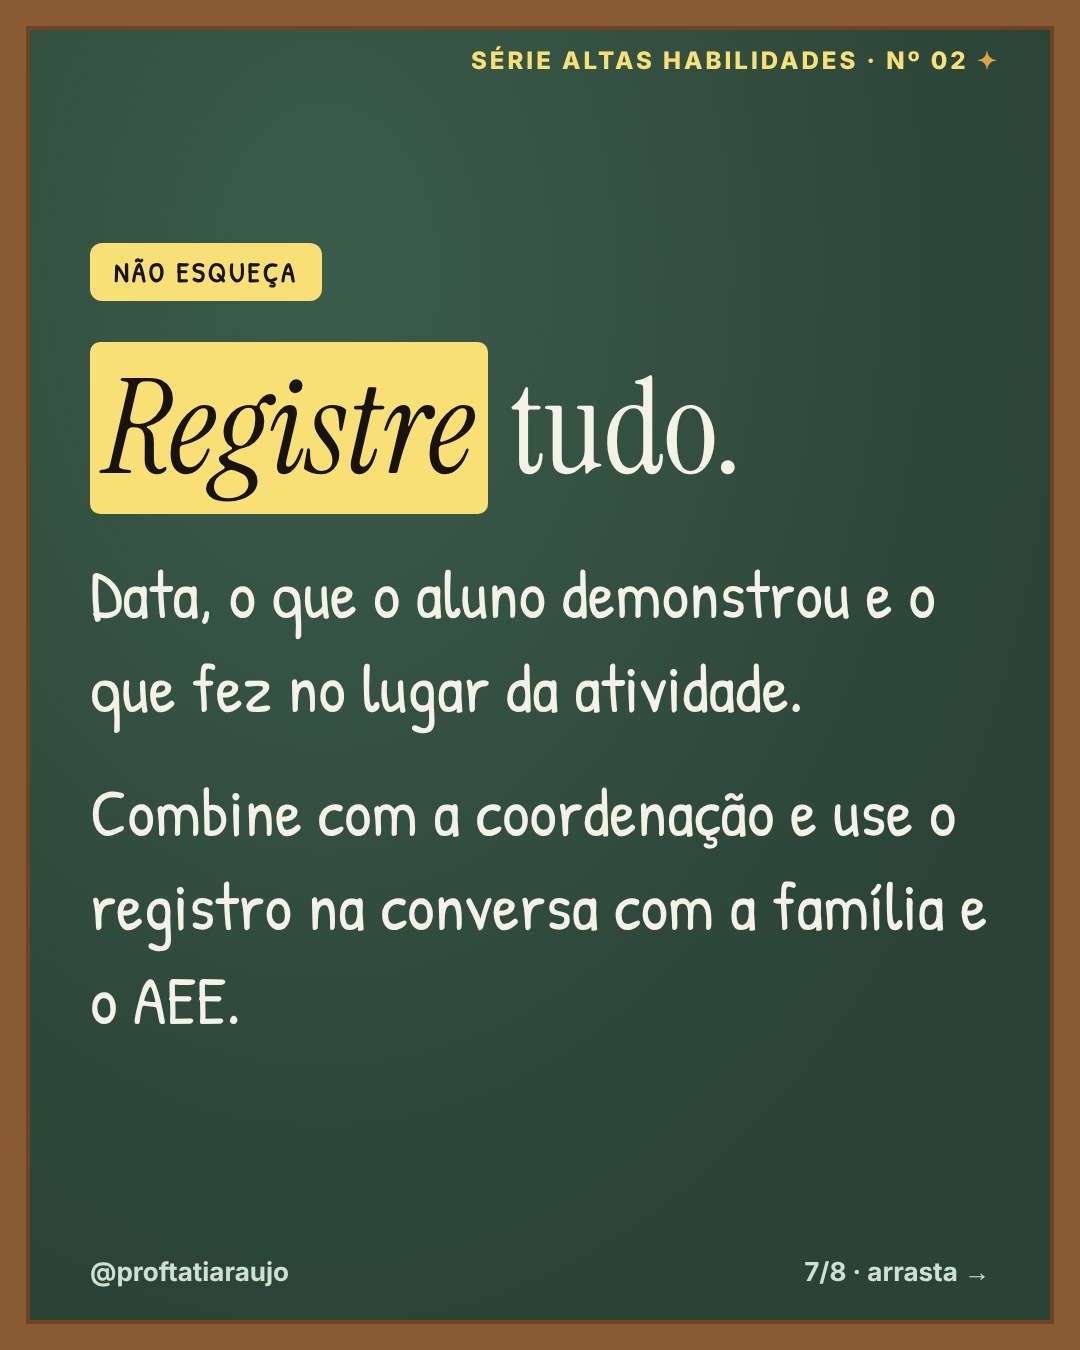 SÉRIE ALTAS HABILIDADES · Nº 02 ✦
NÃO ESQUEÇA
Registre tudo.
Data, o que o aluno demonstrou e o
que fez no lugar da atividade.
Combine com a coordenação e use o
registro na conversa com a família e
o AEE.
@proftatiaraujo
7/8 · arrasta →